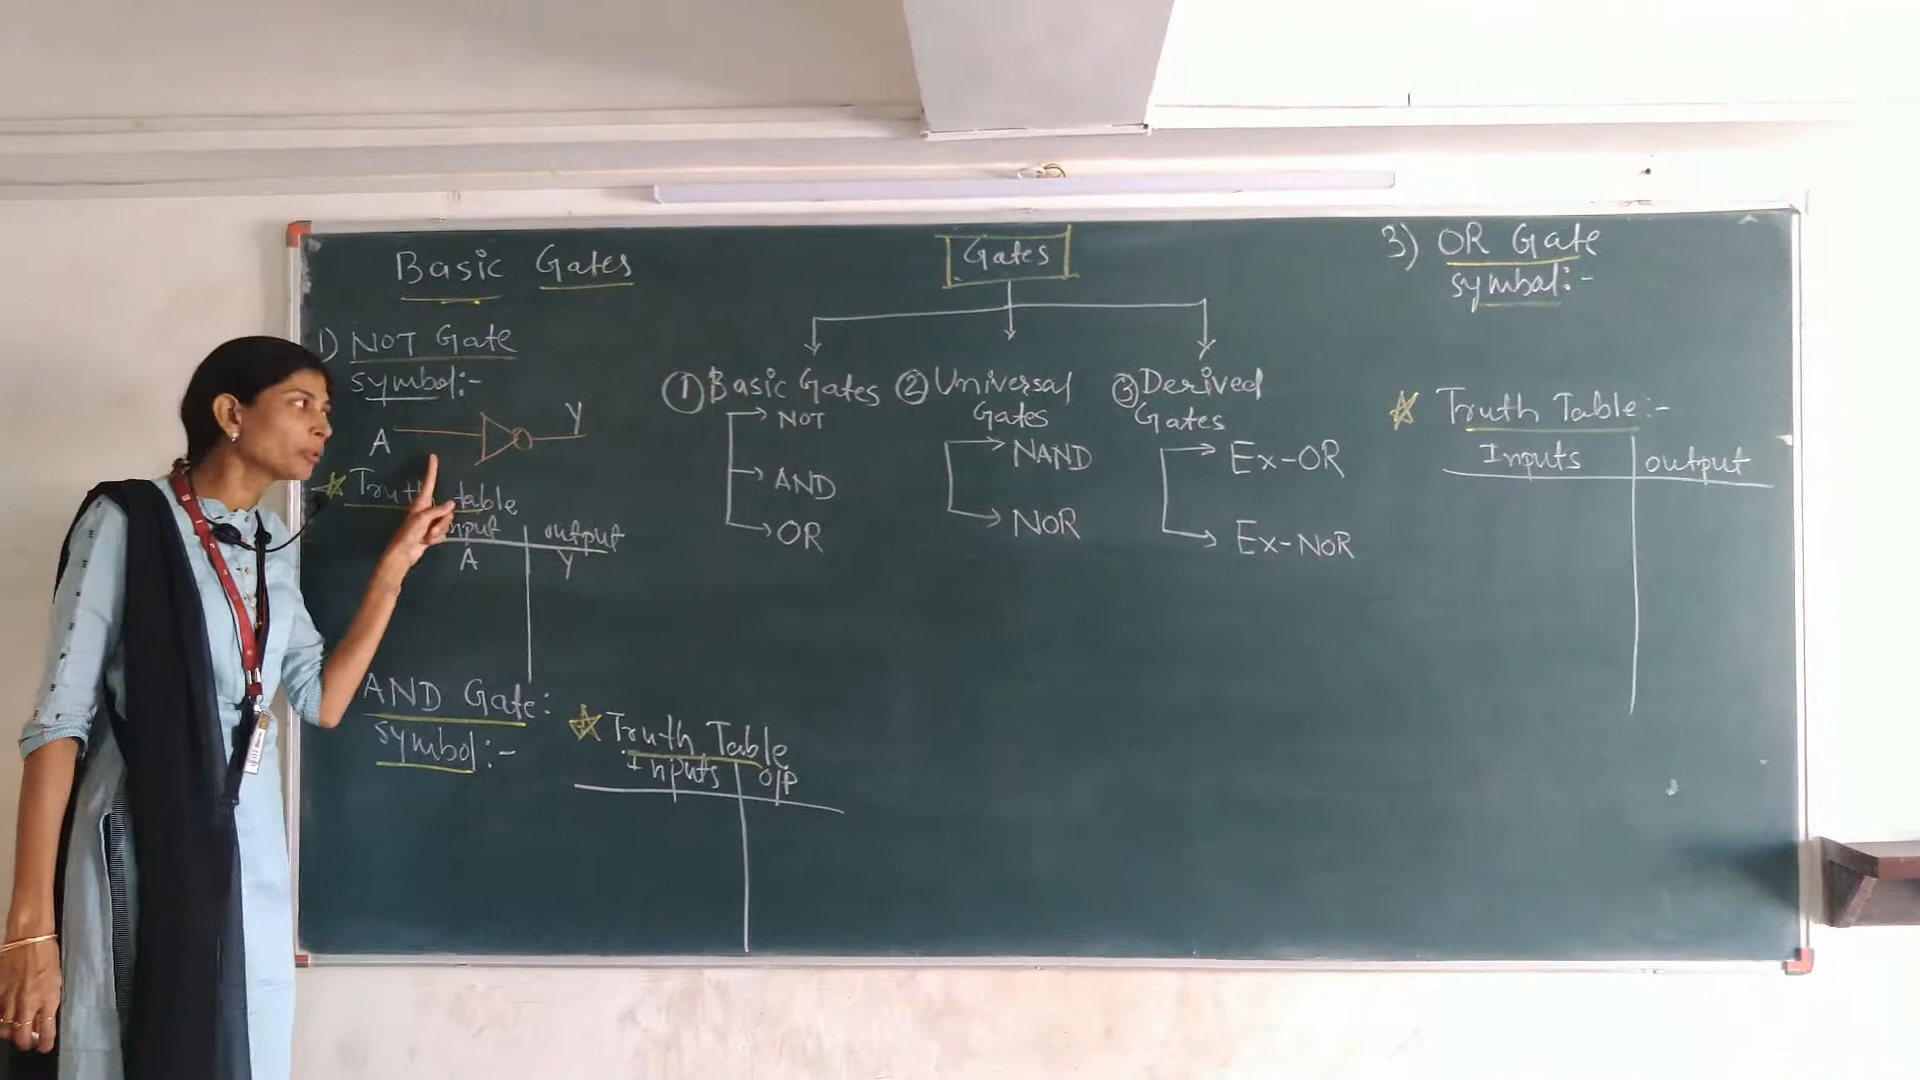 Basic Gates
1) NOT Gate
symbol:-
A Y
Truth table
input output
A Y
AND Gate:
symbol:-
Truth Table
Inputs O/P
Gates
① Basic Gates
NOT
AND
OR
② Universal
Gates
NAND
NOR
③ Derived
Gates
Ex-OR
Ex-NOR
3) OR Gate
symbol:-
Truth Table:-
Inputs output